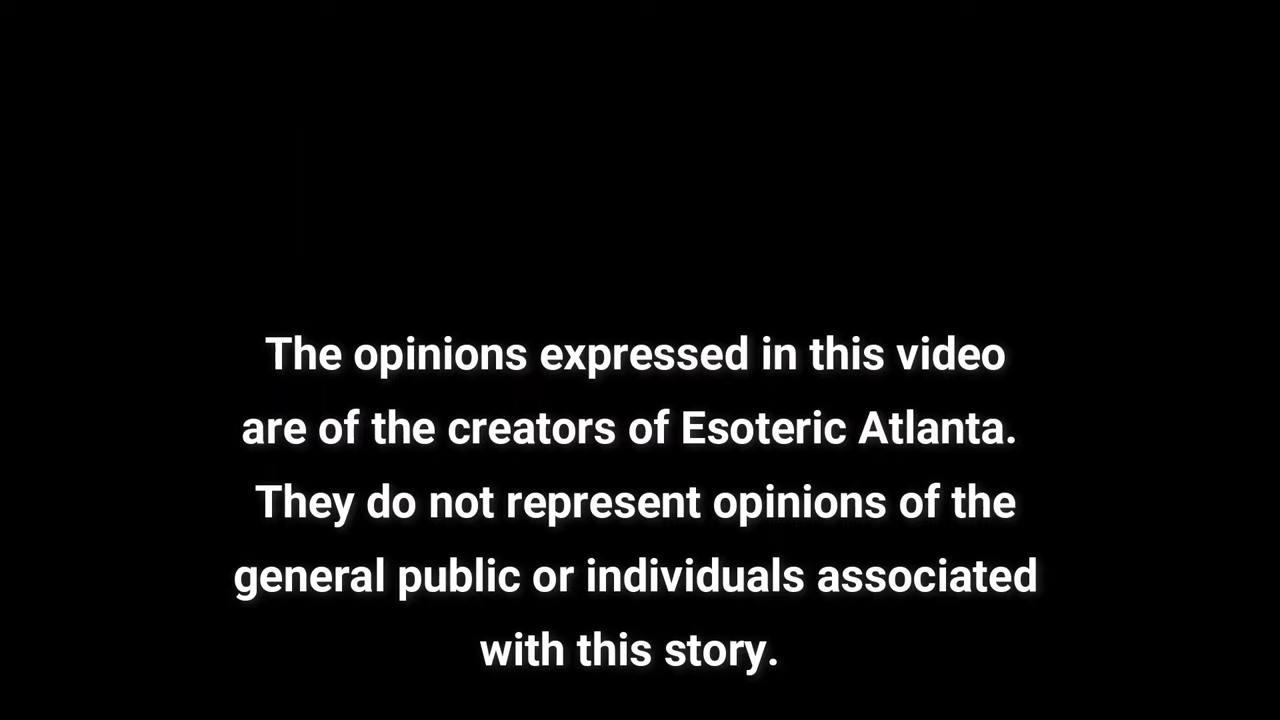 The opinions expressed in this video
are of the creators of Esoteric Atlanta.
They do not represent opinions of the
general public or individuals associated
with this story.